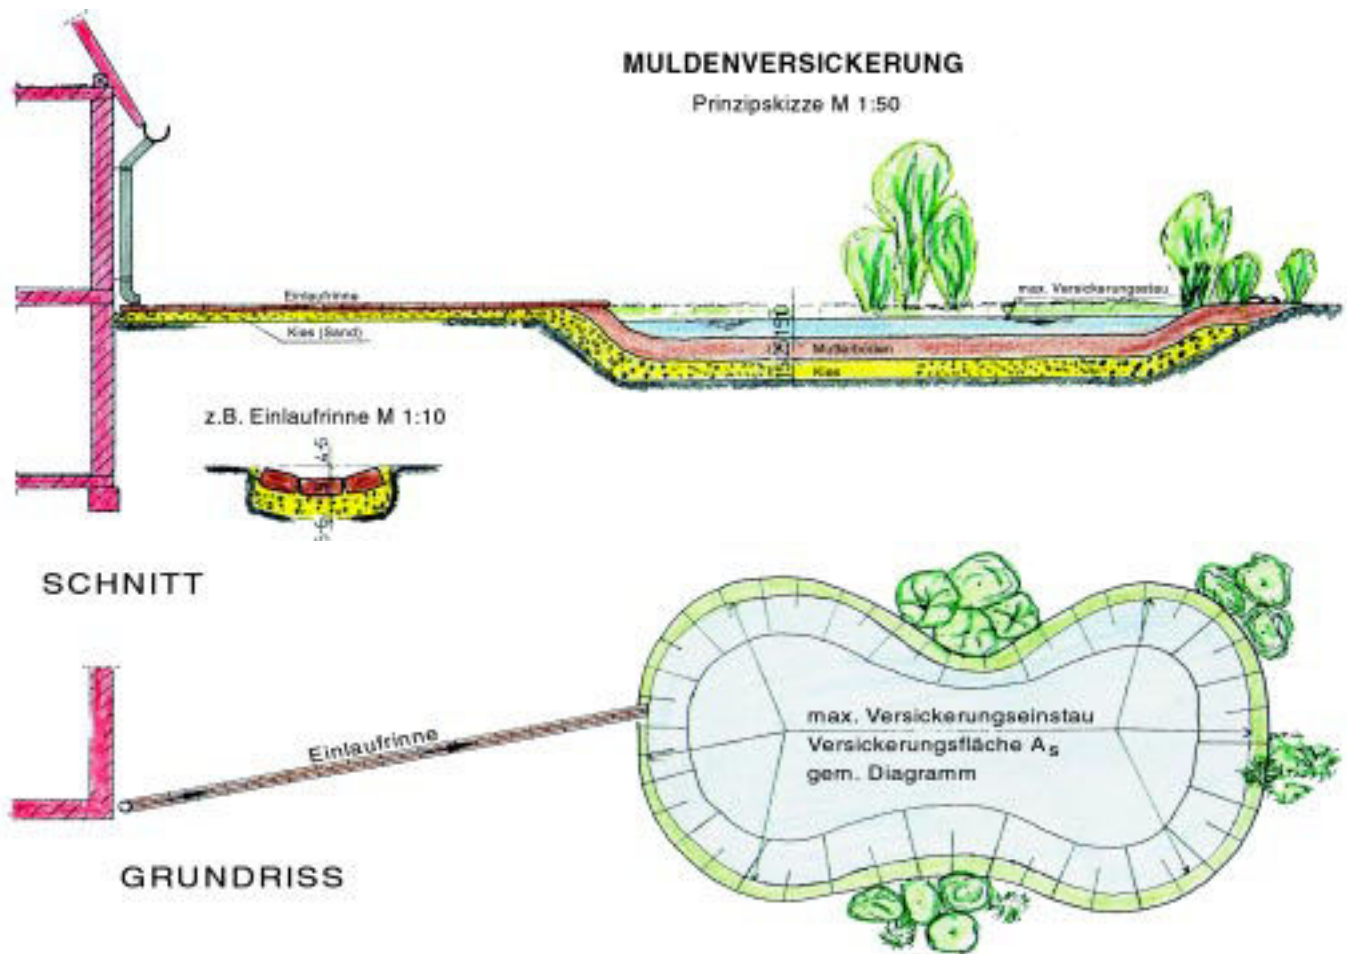 MULDENVERSICKERUNG
Prinzipskizze M 1:50
Einlaufrinne
max. Versickerungsstau
Kies (Sand)
Mutterboden
Kies
z.B. Einlaufrinne M 1:10
SCHNITT
Einlaufrinne
max. Versickerungseinstau
Versickerungsfläche As
gem. Diagramm
GRUNDRISS